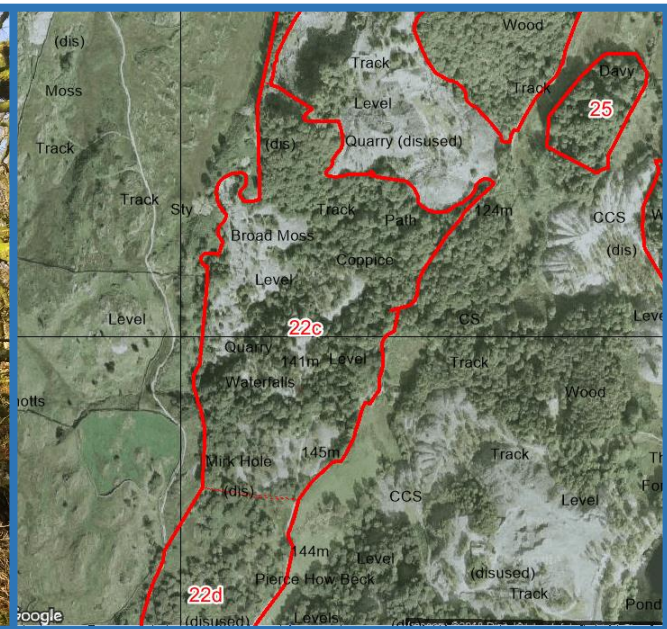 (dis)
Moss
Wood
Track
Davy
Level
Track
25
Track
(dis)
Quarry (disused)
Track
Sty
Track
124m
Path
CCS
Broad Moss
(dis)
Coppice
Level
Level
22c
CS
Quarry
141m
Level
Track
Waterfalls
Wood
Track
145m
Mirk Hole
(dis)
CCS
Level
144m
Level
Pierce How Beck
(disused)
22d
Track
(disused)
Levels
Pond
Google